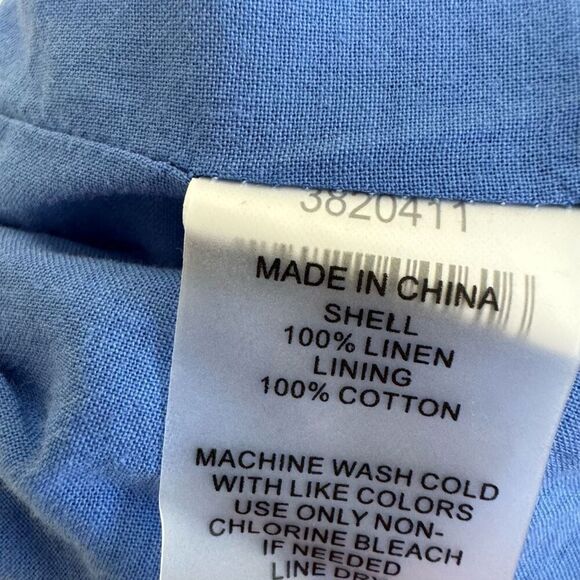 3820411
MADE IN CHINA
SHELL
100% LINEN
LINING
100% COTTON
MACHINE WASH COLD
WITH LIKE COLORS
USE ONLY NON-
CHLORINE BLEACH
IF NEEDED
LINE